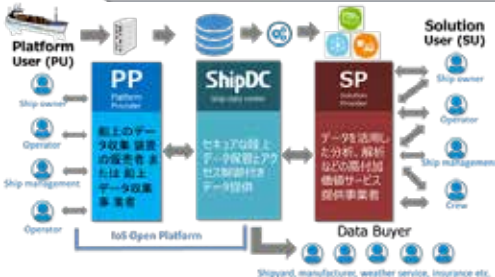 Platform
User (PU)
Ship owner
Operator
Ship management
Operator
PP
Platform
Provider
船上のデー
タ収集 装置
の販売者 ま
たは 船上
データ収集
事 業者
ShipDC
Ship data center
セキュアな陸上
データ保管とアク
セス制御付き
データ提供
SP
Solution
Provider
データを活用し
た分析、解析
などの高付加
価値サービス
提供事業者
Solution
User (SU)
Ship owner
Operator
Ship management
Crew
IoS Open Platform
Data Buyer
Shipyard, manufacturer, weather service, insurance etc.